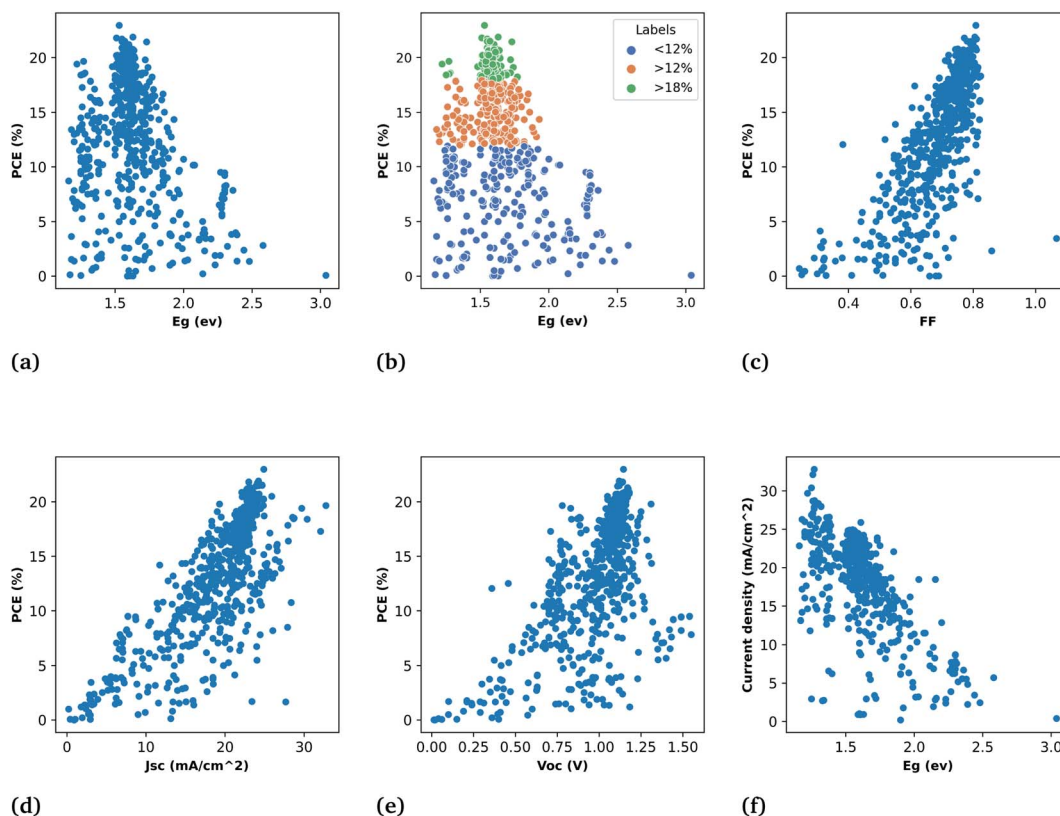 20
15
10
5
0
PCE (%)
1.5 2.0 2.5 3.0
Eg (ev)
(a)
Labels
<12%
>12%
>18%
20
15
10
5
0
PCE (%)
1.5 2.0 2.5 3.0
Eg (ev)
(b)
20
15
10
5
0
PCE (%)
0.4 0.6 0.8 1.0
FF
(c)
20
15
10
5
0
PCE (%)
0 10 20 30
Jsc (mA/cm^2)
(d)
20
15
10
5
0
PCE (%)
0.00 0.25 0.50 0.75 1.00 1.25 1.50
Voc (V)
(e)
30
25
20
15
10
5
0
Current density (mA/cm^2)
1.5 2.0 2.5 3.0
Eg (ev)
(f)